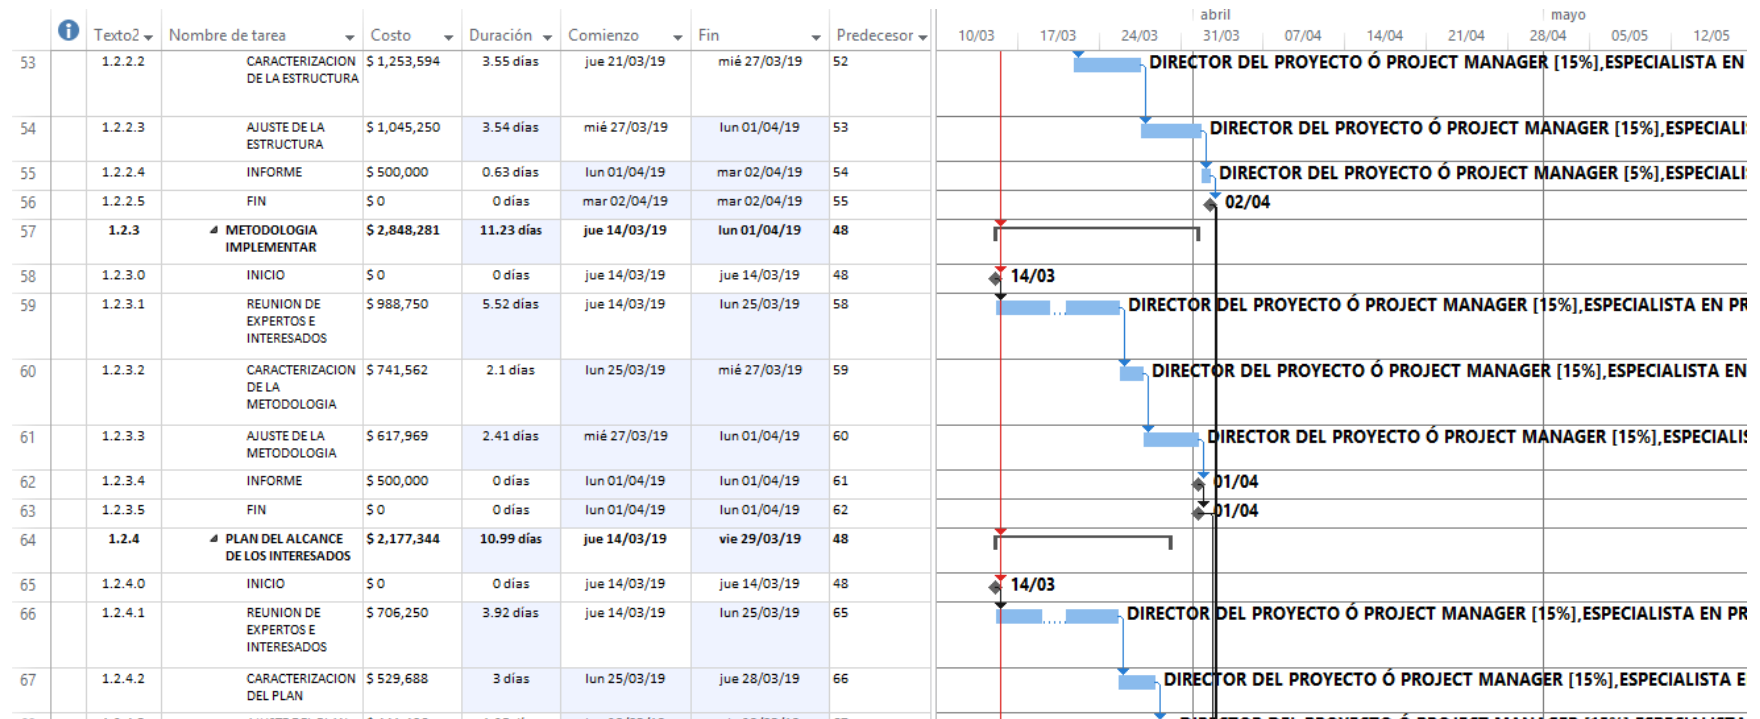 abril mayo
Texto2 Nombre de tarea Costo Duración Comienzo Fin Predecesor 10/03 17/03 24/03 31/03 07/04 14/04 21/04 28/04 05/05 12/05
53 1.2.2.2 CARACTERIZACION $ 1,253,594 3.55 días jue 21/03/19 mié 27/03/19 52 DIRECTOR DEL PROYECTO Ó PROJECT MANAGER [15%],ESPECIALISTA EN
DE LA ESTRUCTURA
54 1.2.2.3 AJUSTE DE LA $ 1,045,250 3.54 días mié 27/03/19 lun 01/04/19 53 DIRECTOR DEL PROYECTO Ó PROJECT MANAGER [15%],ESPECIALI
ESTRUCTURA
55 1.2.2.4 INFORME $ 500,000 0.63 días lun 01/04/19 mar 02/04/19 54 DIRECTOR DEL PROYECTO Ó PROJECT MANAGER [5%],ESPECIALI
56 1.2.2.5 FIN $ 0 0 días mar 02/04/19 mar 02/04/19 55 02/04
57 1.2.3 METODOLOGIA $ 2,848,281 11.23 días jue 14/03/19 lun 01/04/19 48
IMPLEMENTAR
58 1.2.3.0 INICIO $ 0 0 días jue 14/03/19 jue 14/03/19 48 14/03
59 1.2.3.1 REUNION DE $ 988,750 5.52 días jue 14/03/19 lun 25/03/19 58 DIRECTOR DEL PROYECTO Ó PROJECT MANAGER [15%],ESPECIALISTA EN PR
EXPERTOS E
INTERESADOS
60 1.2.3.2 CARACTERIZACION $ 741,562 2.1 días lun 25/03/19 mié 27/03/19 59 DIRECTOR DEL PROYECTO Ó PROJECT MANAGER [15%],ESPECIALISTA EN
DE LA
METODOLOGIA
61 1.2.3.3 AJUSTE DE LA $ 617,969 2.41 días mié 27/03/19 lun 01/04/19 60 DIRECTOR DEL PROYECTO Ó PROJECT MANAGER [15%],ESPECIALIS
METODOLOGIA
62 1.2.3.4 INFORME $ 500,000 0 días lun 01/04/19 lun 01/04/19 61 01/04
63 1.2.3.5 FIN $ 0 0 días lun 01/04/19 lun 01/04/19 62 01/04
64 1.2.4 PLAN DEL ALCANCE $ 2,177,344 10.99 días jue 14/03/19 vie 29/03/19 48
DE LOS INTERESADOS
65 1.2.4.0 INICIO $ 0 0 días jue 14/03/19 jue 14/03/19 48 14/03
66 1.2.4.1 REUNION DE $ 706,250 3.92 días jue 14/03/19 lun 25/03/19 65 DIRECTOR DEL PROYECTO Ó PROJECT MANAGER [15%],ESPECIALISTA EN PR
EXPERTOS E
INTERESADOS
67 1.2.4.2 CARACTERIZACION $ 529,688 3 días lun 25/03/19 jue 28/03/19 66 DIRECTOR DEL PROYECTO Ó PROJECT MANAGER [15%],ESPECIALISTA E
DEL PLAN